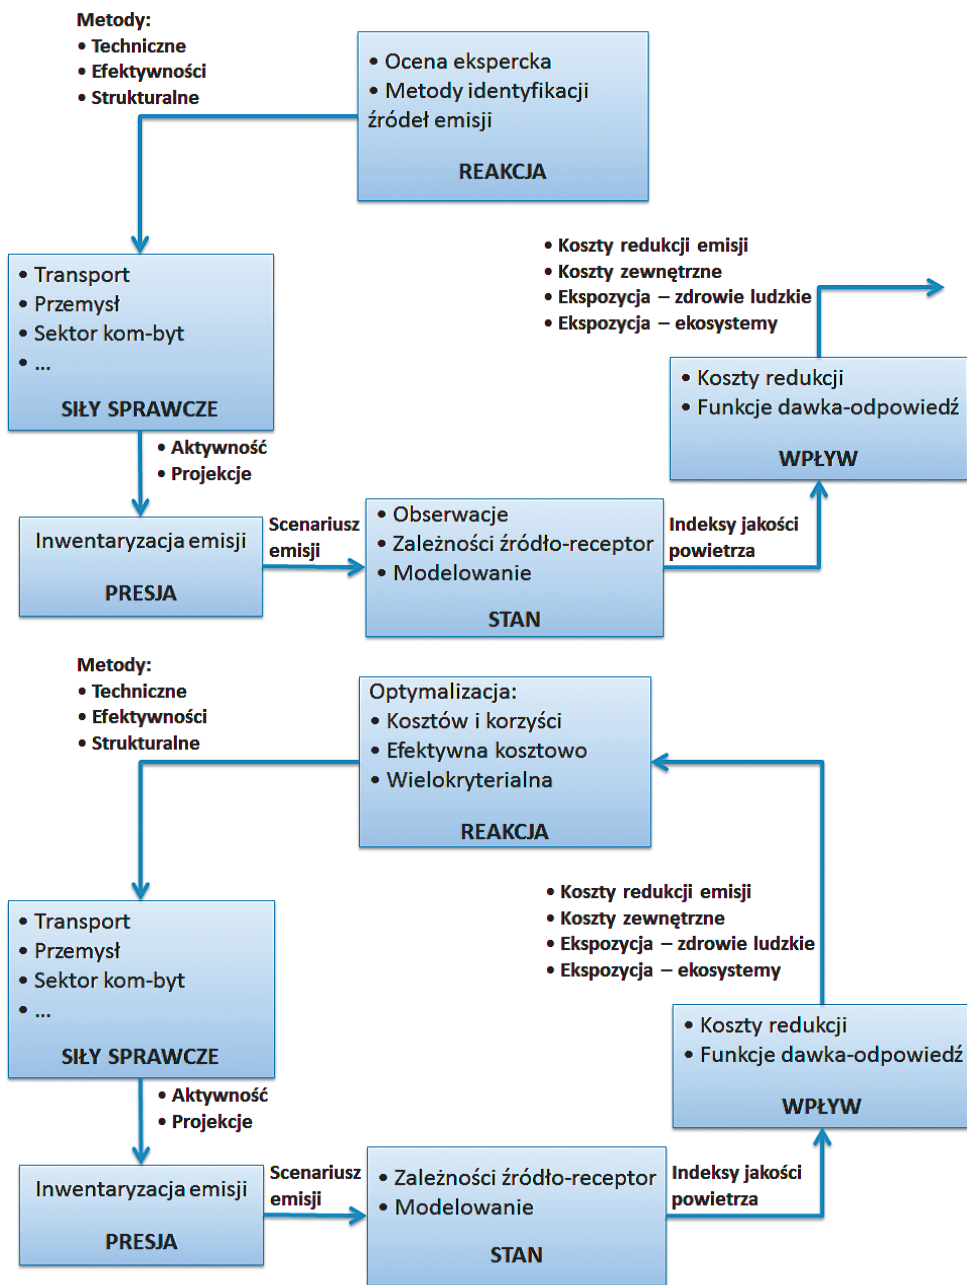 Metody:
• Techniczne
• Efektywności
• Strukturalne
• Ocena ekspercka
• Metody identyfikacji
źródeł emisji
REAKCJA
• Transport
• Przemysł
• Sektor kom-byt
• ...
SIŁY SPRAWCZE
• Koszty redukcji emisji
• Koszty zewnętrzne
• Ekspozycja – zdrowie ludzkie
• Ekspozycja – ekosystemy
• Koszty redukcji
• Funkcje dawka-odpowiedź
WPŁYW
• Aktywność
• Projekcje
Inwentaryzacja emisji
PRESJA
Scenariusz
emisji
• Obserwacje
• Zależności źródło-receptor
• Modelowanie
STAN
Indeksy jakości
powietrza
Metody:
• Techniczne
• Efektywności
• Strukturalne
Optymalizacja:
• Kosztów i korzyści
• Efektywna kosztowo
• Wielokryterialna
REAKCJA
• Transport
• Przemysł
• Sektor kom-byt
• ...
SIŁY SPRAWCZE
• Koszty redukcji emisji
• Koszty zewnętrzne
• Ekspozycja – zdrowie ludzkie
• Ekspozycja – ekosystemy
• Koszty redukcji
• Funkcje dawka-odpowiedź
WPŁYW
• Aktywność
• Projekcje
Inwentaryzacja emisji
PRESJA
Scenariusz
emisji
• Zależności źródło-receptor
• Modelowanie
STAN
Indeksy jakości
powietrza